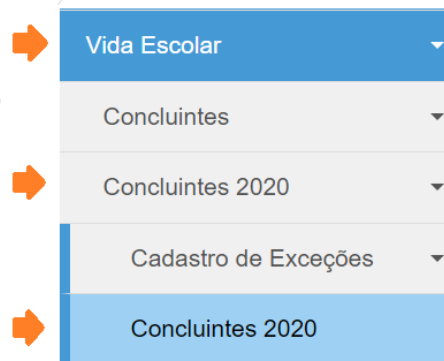 Vida Escolar
Concluintes
Concluintes 2020
Cadastro de Exceções
Concluintes 2020